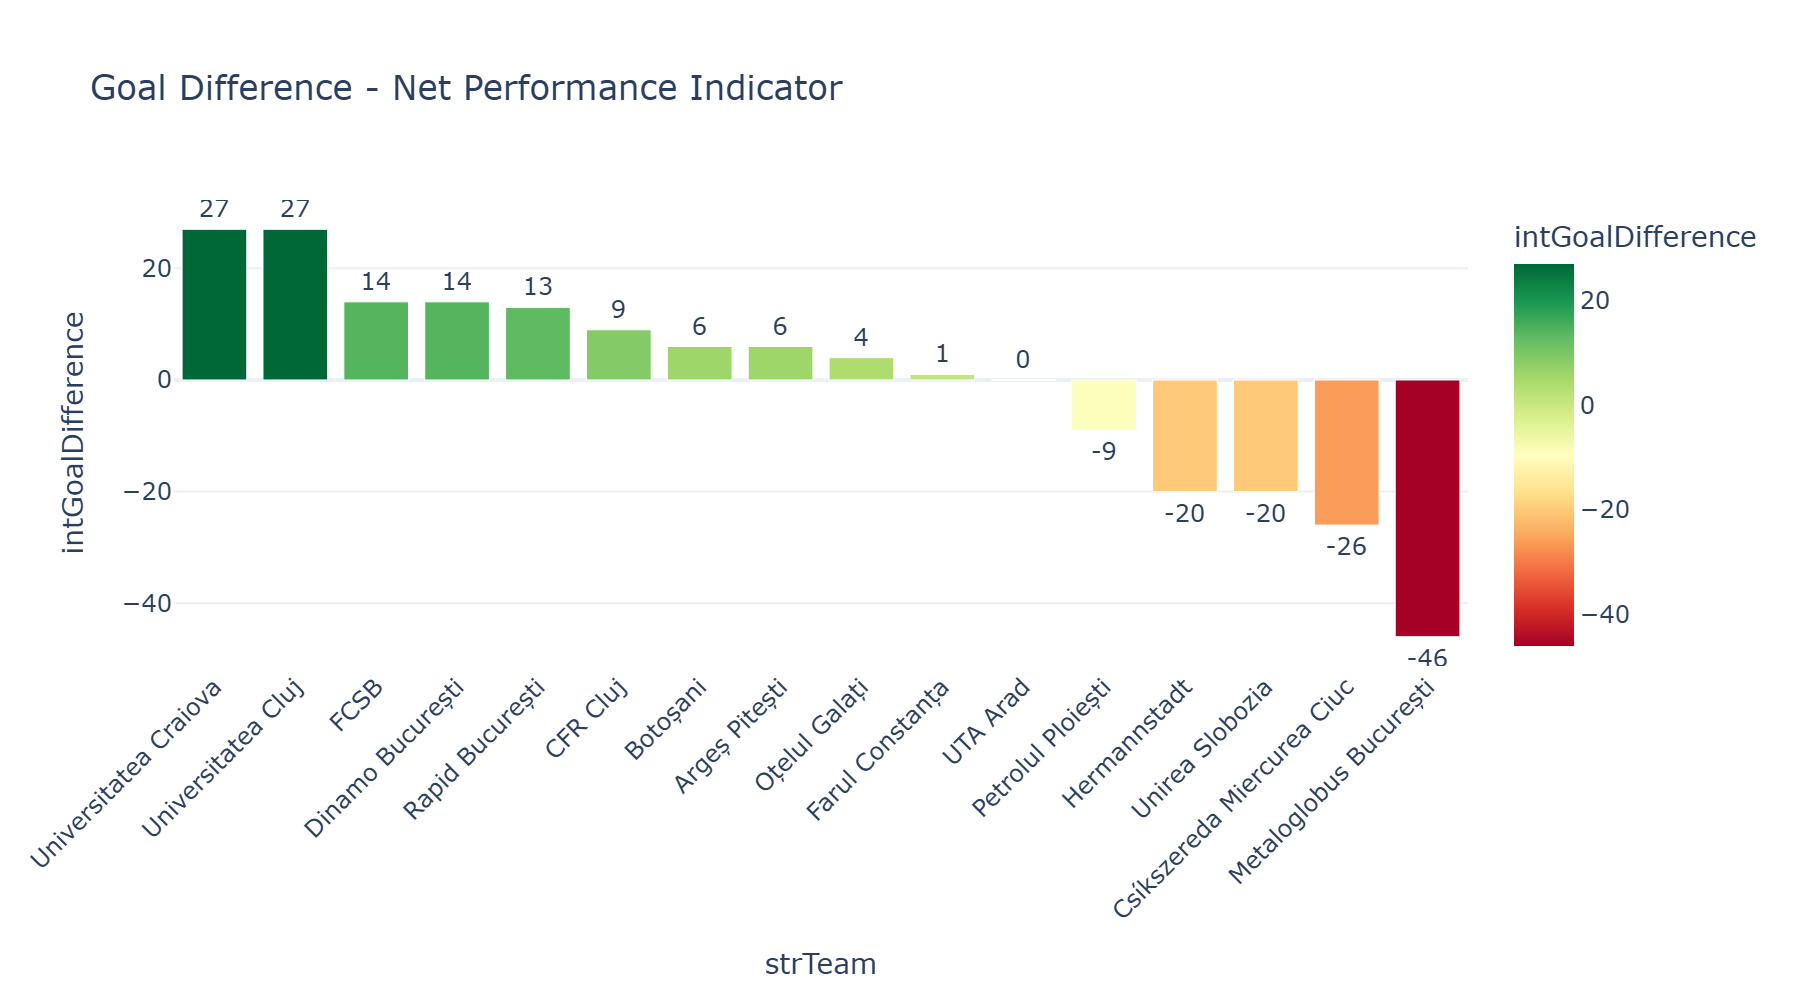 Goal Difference - Net Performance Indicator
27
27
14
14
13
9
6
6
4
1
0
-9
-20
-20
-26
-46
20
0
−20
−40
intGoalDifference
Universitatea Craiova
Universitatea Cluj
FCSB
Dinamo București
Rapid București
CFR Cluj
Botoșani
Argeș Pitești
Oțelul Galați
Farul Constanța
UTA Arad
Petrolul Ploiești
Hermannstadt
Unirea Slobozia
Csíkszereda Miercurea Ciuc
Metaloglobus București
strTeam
intGoalDifference
20
0
−20
−40